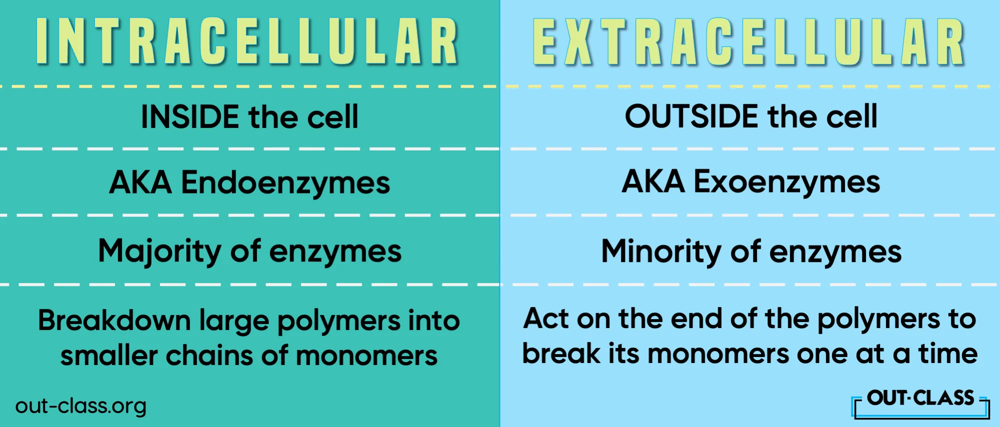 INTRACELLULAR
INSIDE the cell
AKA Endoenzymes
Majority of enzymes
Breakdown large polymers into
smaller chains of monomers
out-class.org
EXTRACELLULAR
OUTSIDE the cell
AKA Exoenzymes
Minority of enzymes
Act on the end of the polymers to
break its monomers one at a time
OUT-CLASS